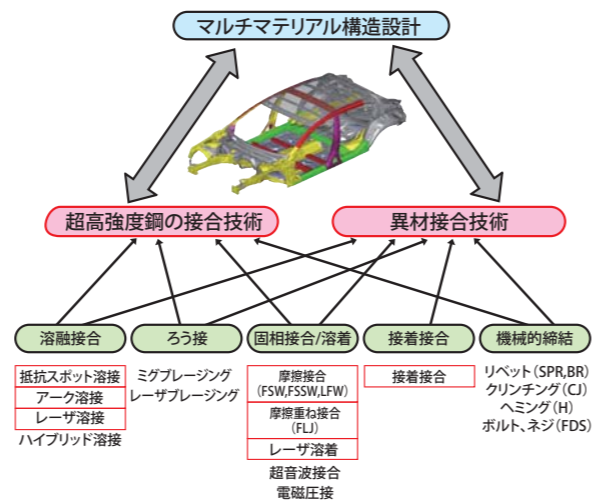 マルチマテリアル構造設計
超高強度鋼の接合技術
異材接合技術
溶融接合
ろう接
固相接合/溶着
接着接合
機械的締結
抵抗スポット溶接
アーク溶接
レーザ溶接
ハイブリッド溶接
ミグブレージング
レーザブレージング
摩擦接合
(FSW,FSSW,LFW)
摩擦重ね接合
(FLJ)
レーザ溶着
超音波接合
電磁圧接
接着接合
リベット(SPR,BR)
クリンチング(CJ)
ヘミング(H)
ボルト、ネジ(FDS)